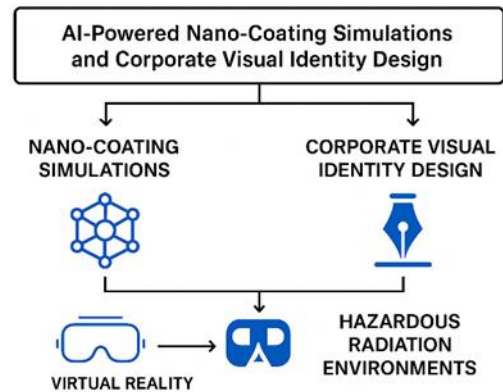 AI-Powered Nano-Coating Simulations
and Corporate Visual Identity Design
NANO-COATING
SIMULATIONS
CORPORATE VISUAL
IDENTITY DESIGN
VIRTUAL REALITY
HAZARDOUS
RADIATION
ENVIRONMENTS